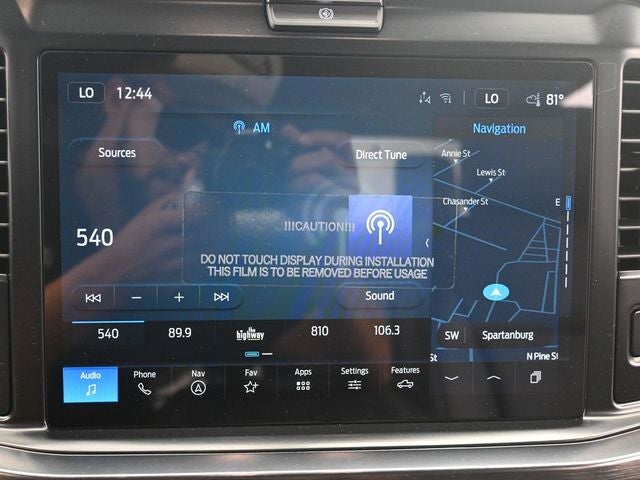 LO
12:44
LO
81°
AM
Navigation
Sources
Direct Tune
Annie St
Lewis St
Chasander St
E
540
!!!CAUTION!!!
DO NOT TOUCH DISPLAY DURING INSTALLATION
THIS FILM IS TO BE REMOVED BEFORE USAGE
Sound
540
89.9
the highway
810
106.3
SW
Spartanburg
St
N Pine St
Audio
Phone
Nav
Fav
Apps
Settings
Features